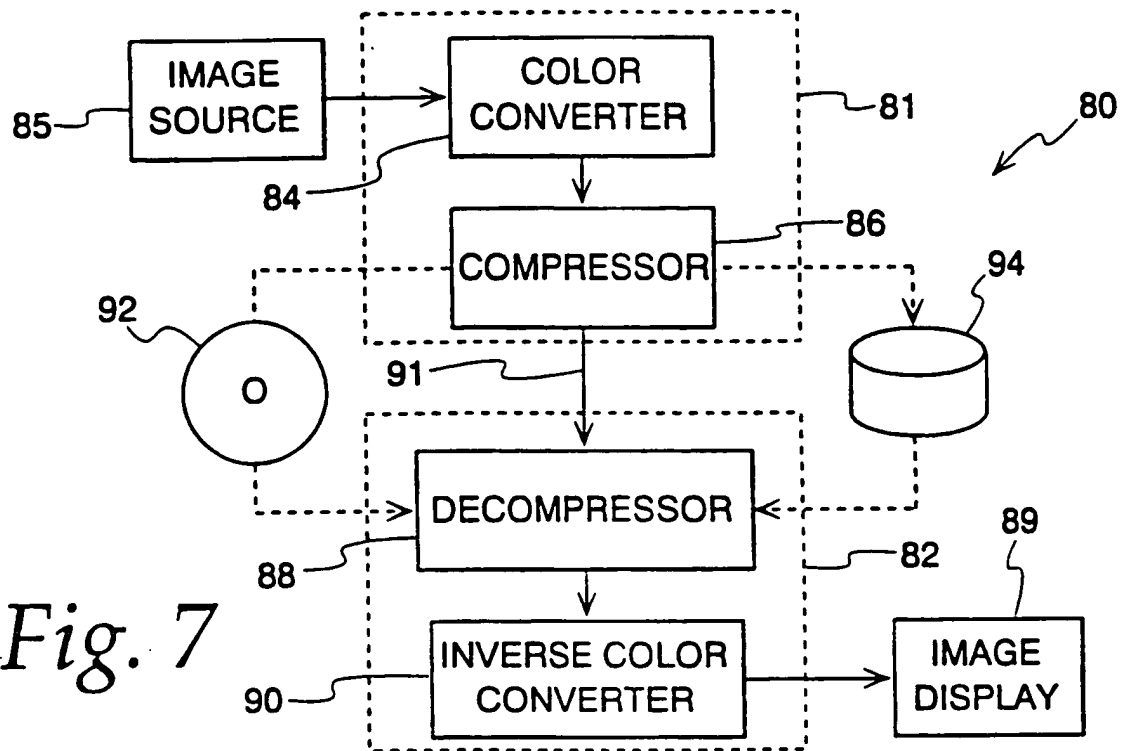 IMAGE
SOURCE
85
COLOR
CONVERTER
84
81
80
COMPRESSOR
86
92
O
94
91
DECOMPRESSOR
88
82
89
INVERSE COLOR
CONVERTER
90
IMAGE
DISPLAY
Fig. 7